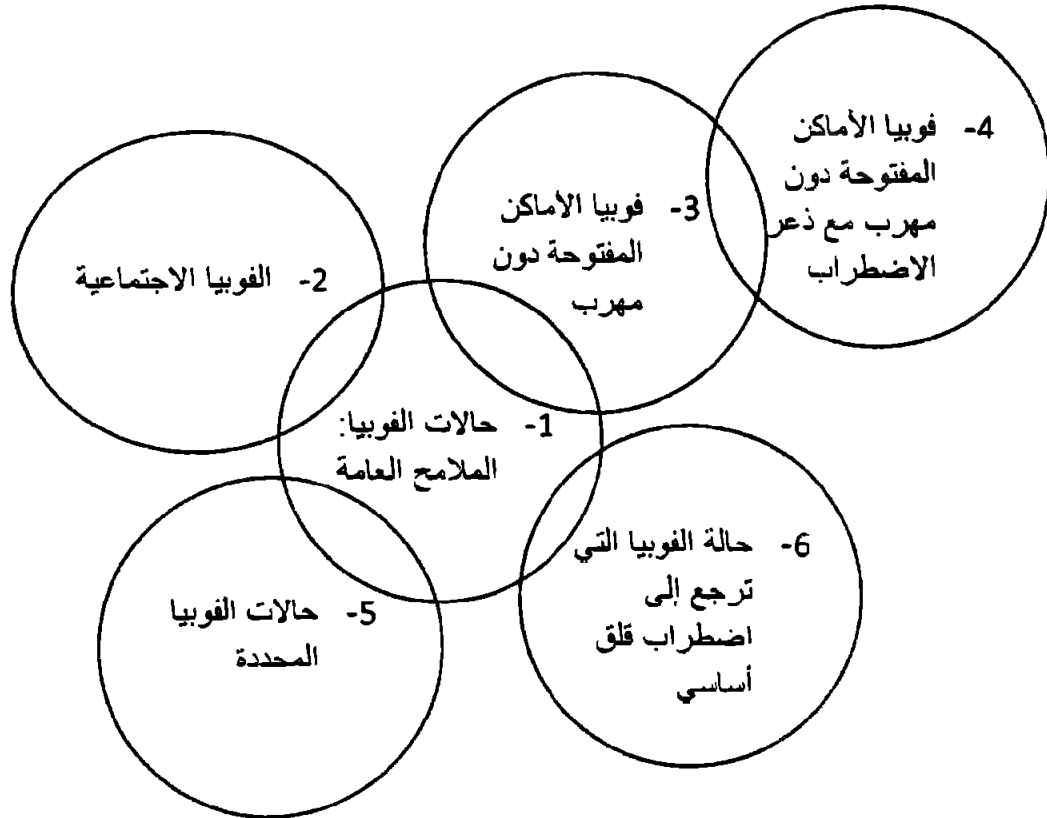 1- حالات الفوبيا:
الملامح العامة
2- الفوبيا الاجتماعية
3- فوبيا الأماكن
المفتوحة دون
مهرب
4- فوبيا الأماكن
المفتوحة دون
مهرب مع ذعر
الاضطراب
5- حالات الفوبيا
المحددة
6- حالة الفوبيا التي
ترجع إلى
اضطراب قلق
أساسي